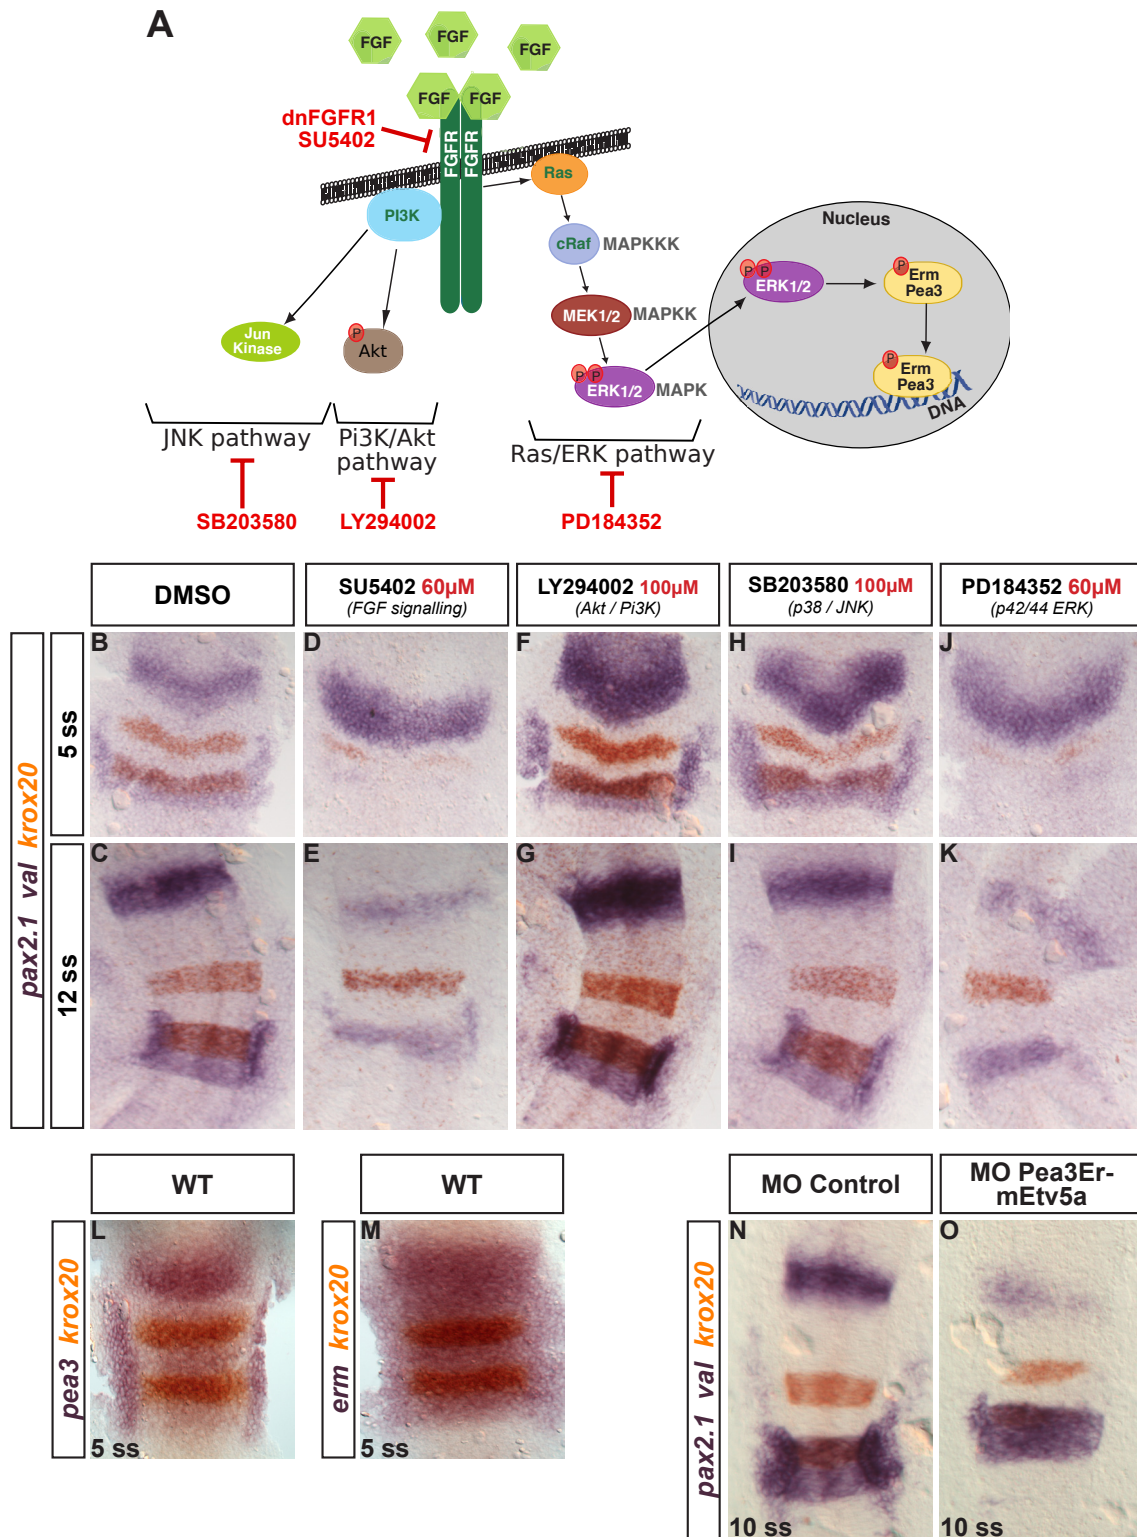 A
FGF
FGF
FGF
FGF
FGF
dnFGFR1
SU5402
FGFR
FGFR
Ras
PI3K
cRaf
MAPKKK
Nucleus
P
P
ERK1/2
P
Erm
Pea3
MEK1/2
MAPKK
Jun
Kinase
P
Akt
P
P
ERK1/2
MAPK
P
Erm
Pea3
DNA
JNK pathway
Pi3K/Akt
pathway
Ras/ERK pathway
SB203580
LY294002
PD184352
DMSO
SU5402 60µM
(FGF signalling)
LY294002 100µM
(Akt / Pi3K)
SB203580 100µM
(p38 / JNK)
PD184352 60µM
(p42/44 ERK)
pax2.1 val krox20
5 ss
B
D
F
H
J
12 ss
C
E
G
I
K
WT
WT
MO Control
MO Pea3Er-
mEtv5a
pea3 krox20
L
5 ss
erm krox20
M
5 ss
pax2.1 val krox20
N
10 ss
O
10 ss